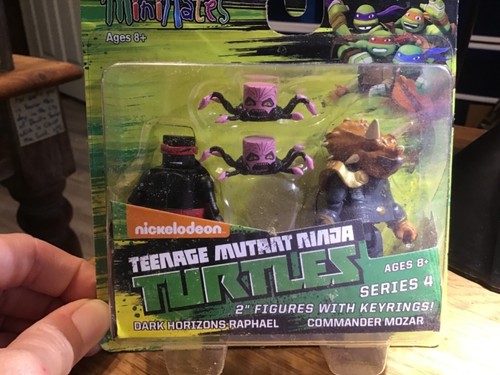 MiniMates
Ages 8+
nickelodeon
TEENAGE MUTANT NINJA
TURTLES
AGES 8+
SERIES 4
2" FIGURES WITH KEYRINGS!
DARK HORIZONS RAPHAEL
COMMANDER MOZAR